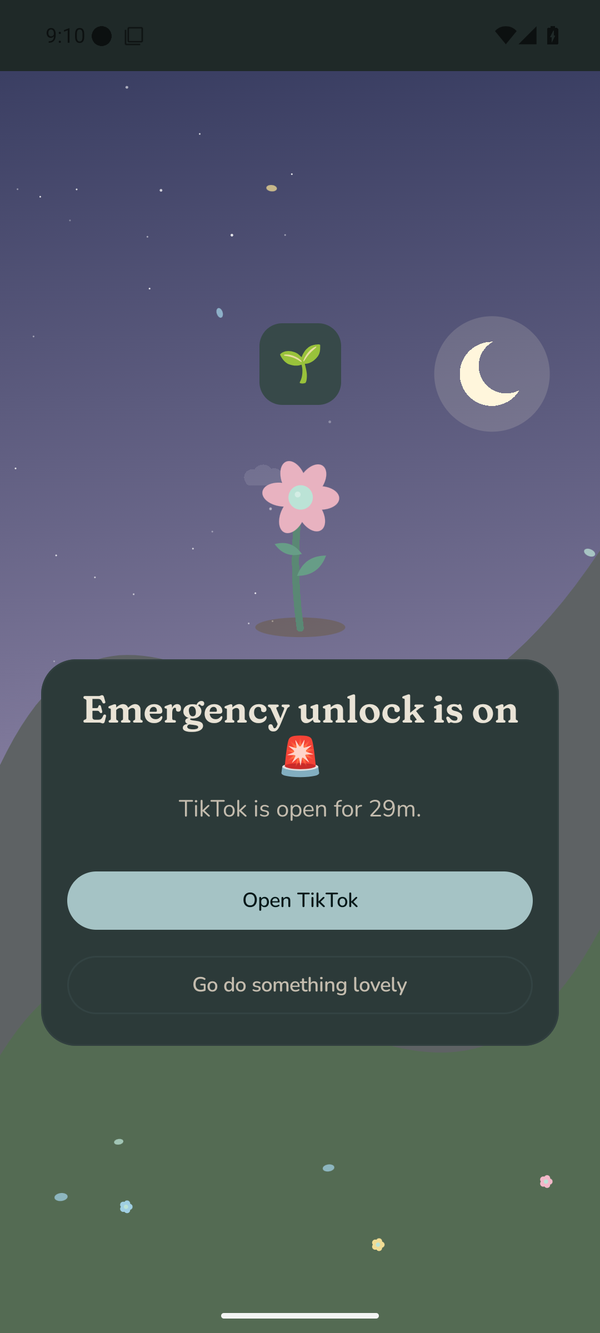 9:10
Emergency unlock is on
🚨
TikTok is open for 29m.
Open TikTok
Go do something lovely